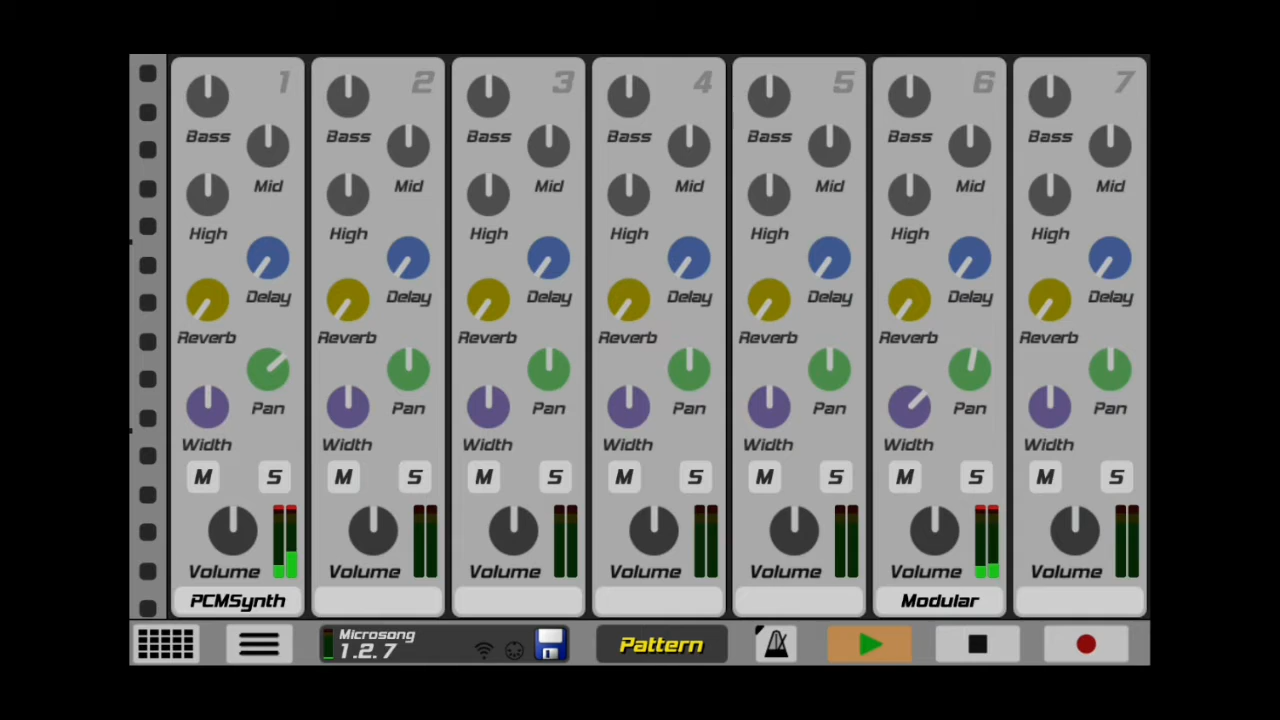 1 2 3 4 5 6 7
Bass Bass Bass Bass Bass Bass Bass
Mid Mid Mid Mid Mid Mid Mid
High High High High High High High
Delay Delay Delay Delay Delay Delay Delay
Reverb Reverb Reverb Reverb Reverb Reverb Reverb
Pan Pan Pan Pan Pan Pan Pan
Width Width Width Width Width Width Width
M S M S M S M S M S M S M S
Volume Volume Volume Volume Volume Volume Volume
PCMSynth Modular
Microsong
1.2.7
Pattern